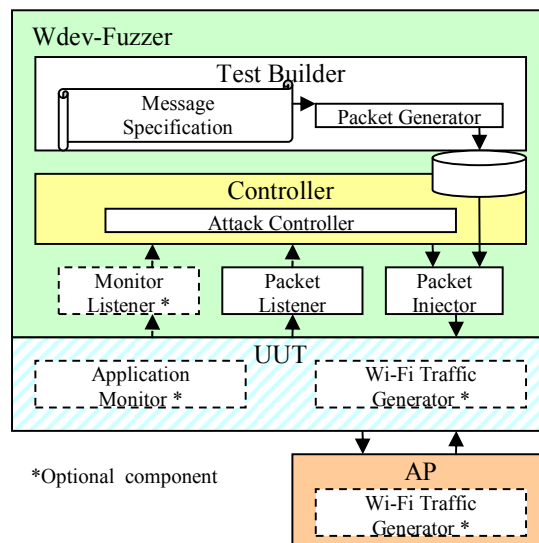 Wdev-Fuzzer
Test Builder
Message
Specification
Packet Generator
Controller
Attack Controller
Monitor
Listener *
Packet
Listener
Packet
Injector
UUT
Application
Monitor *
Wi-Fi Traffic
Generator *
*Optional component
AP
Wi-Fi Traffic
Generator *